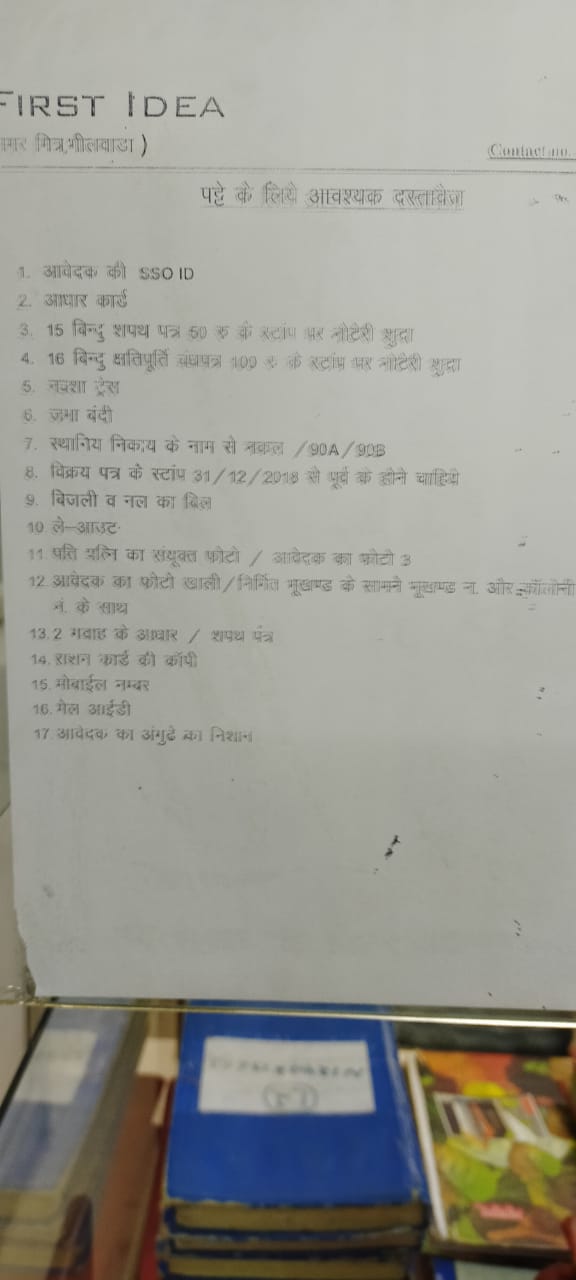 FIRST IDEA
नगर मित्र,भीलवाडा )
(Contact no.
पट्टे के लिये आवश्यक दस्तावेज
1. आवेदक की SSO ID
2. आधार कार्ड
3. 15 बिन्दु शपथ पत्र 50 रु के स्टांप पर नोटेरी शुदा
4. 16 बिन्दु क्षतिपूर्ति बंधपत्र 100 रु के स्टांप पर नोटेरी शुदा
5. नक्शा ट्रेस
6. जमा बंदी
7. स्थानिय निकाय के नाम से नकल /90A/90B
8. विक्रय पत्र के स्टांप 31/12/2018 से पूर्व के होने चाहिये
9. बिजली व नल का बिल
10. ले–आउट
11. पति पत्नि का संयूक्त फोटो / आवेदक का फोटो 3
12. आवेदक का फोटो खाली/निर्मित भूखण्ड के सामने भूखण्ड न. और कॉलोनी
नं. के साथ
13. 2 गवाह के आधार / शपथ पंत्र
14. राशन कार्ड की कॉपी
15. मोबाईल नम्बर
16. मेल आईडी
17. आवेदक का अंगुठे का निशान